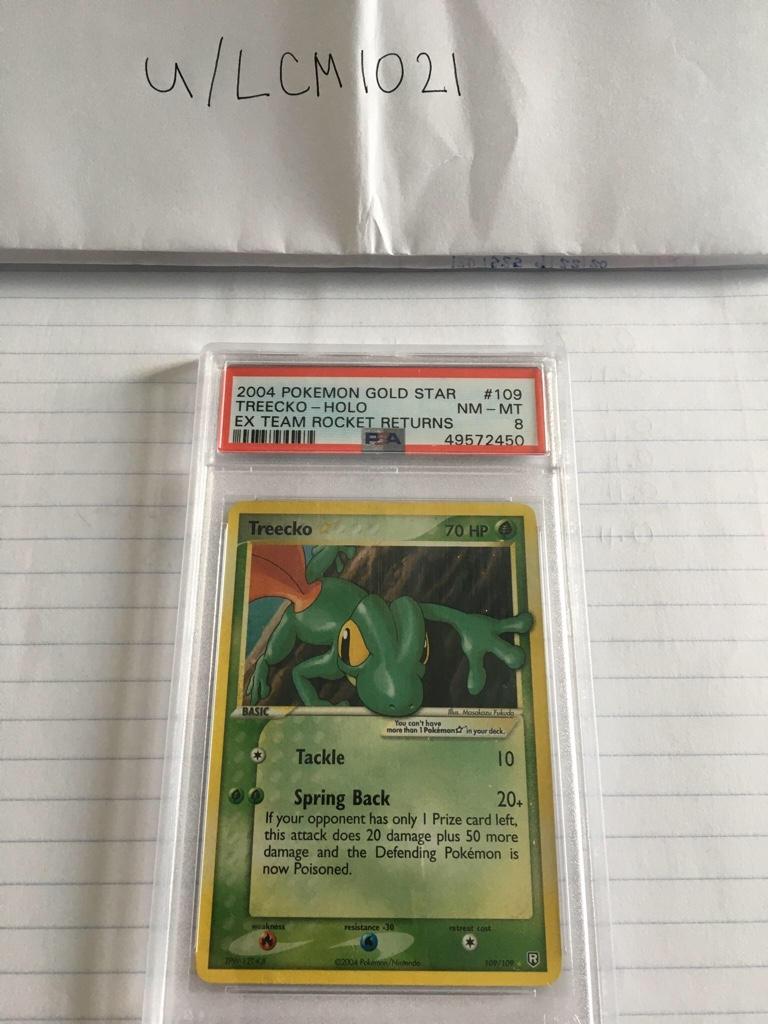 u/LCM1021
2004 POKEMON GOLD STAR #109
TREECKO - HOLO NM - MT
EX TEAM ROCKET RETURNS 8
PSA 49572450
Treecko 70 HP
BASIC Illus. Masakazu Fukuda
You can't have
more than 1 Pokémon☆ in your deck.
Tackle 10
Spring Back 20+
If your opponent has only 1 Prize card left,
this attack does 20 damage plus 50 more
damage and the Defending Pokémon is
now Poisoned.
weakness resistance -30 retreat cost
©2004 Pokémon/Nintendo 109/109 R